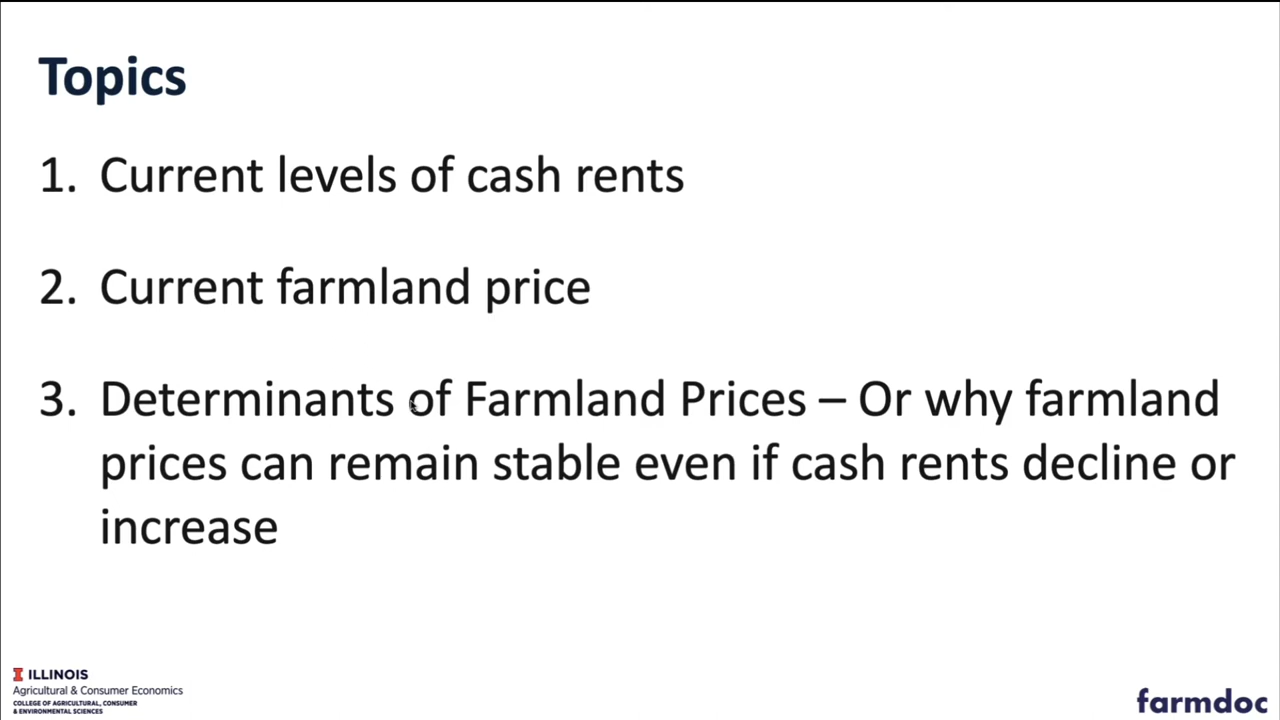 Topics
1. Current levels of cash rents
2. Current farmland price
3. Determinants of Farmland Prices – Or why farmland
prices can remain stable even if cash rents decline or
increase
I ILLINOIS
Agricultural & Consumer Economics
COLLEGE OF AGRICULTURAL, CONSUMER
& ENVIRONMENTAL SCIENCES
farmdoc